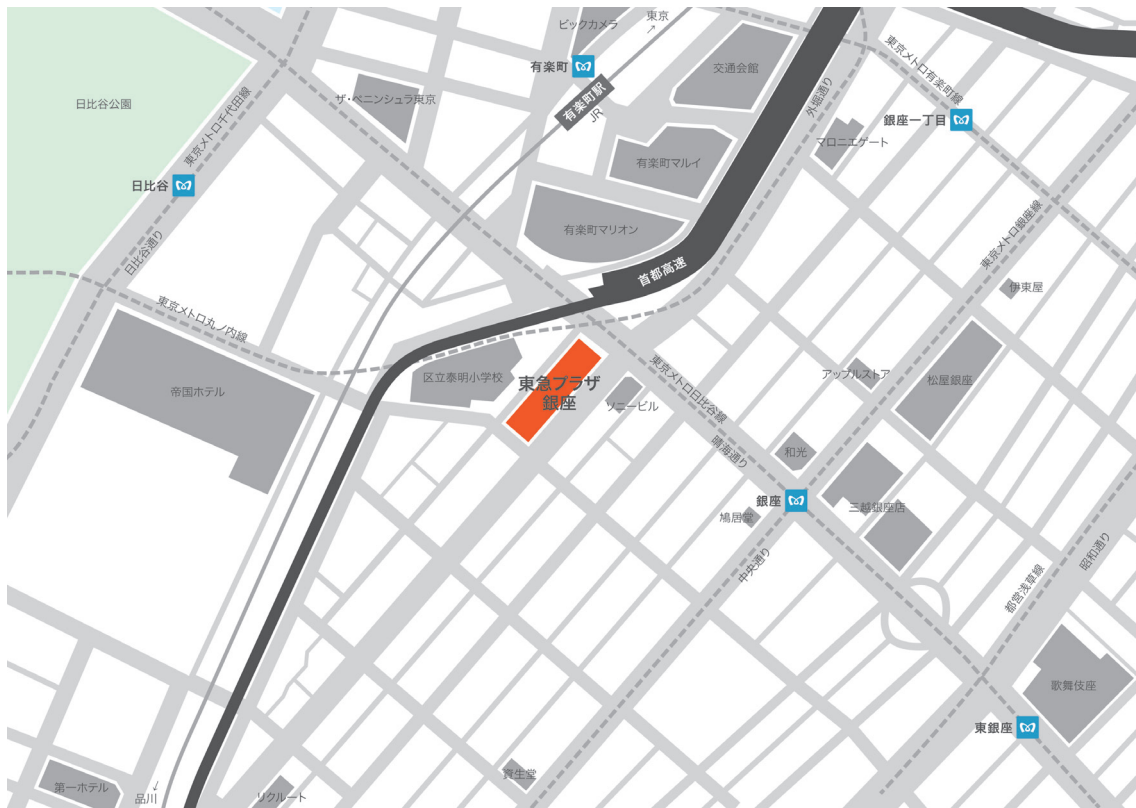 ビックカメラ
東京
→
有楽町
交通会館
東京メトロ有楽町線
日比谷公園
ザ・ペニンシュラ東京
有楽町駅
JR
外堀通り
銀座一丁目
東京メトロ千代田線
マロニエゲート
有楽町マルイ
日比谷
有楽町マリオン
日比谷通り
東京メトロ銀座線
首都高速
伊東屋
東京メトロ丸ノ内線
区立泰明小学校
東急プラザ
銀座
東京メトロ日比谷線
アップルストア
松屋銀座
帝国ホテル
ソニービル
晴海通り
和光
銀座
三越銀座店
鳩居堂
中央通り
昭和通り
都営浅草線
歌舞伎座
東銀座
資生堂
第一ホテル
←
品川
リクルート